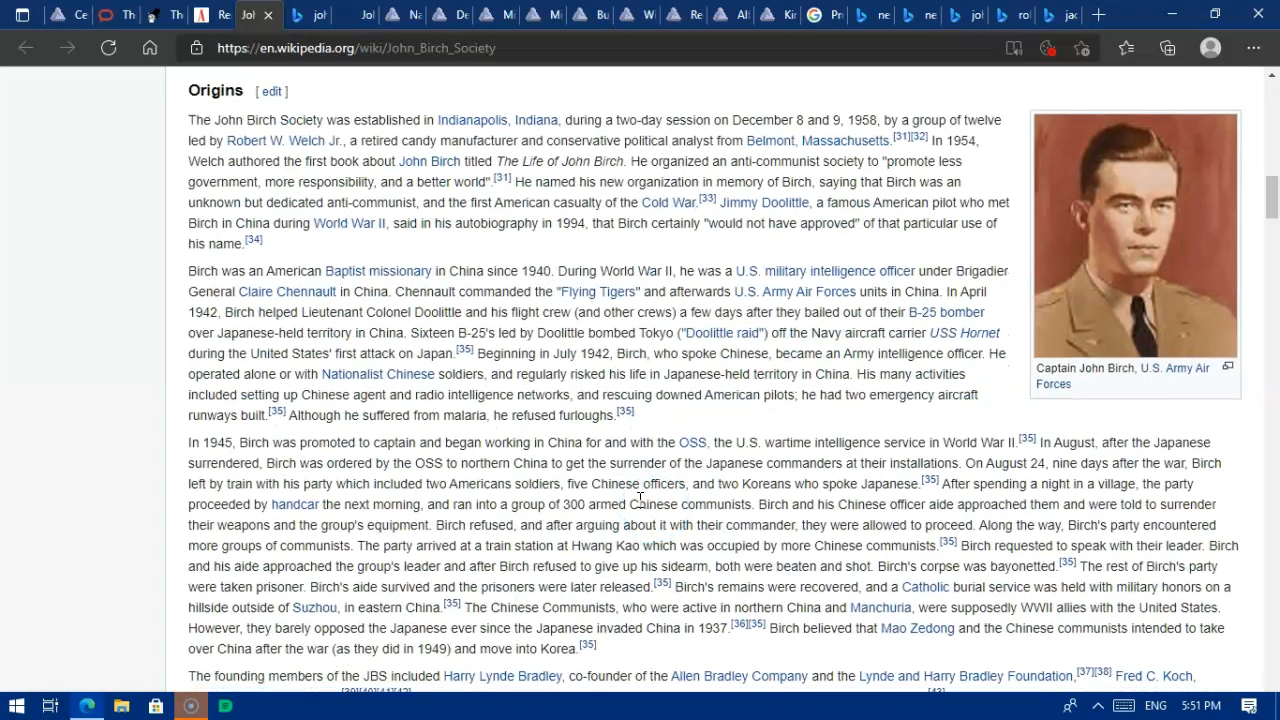 Ce
Th
Th
Re
Jol
joh
Jol
Na
De
Mi
Mi
Bu
Wi
Re
All
Kin
Pr
ne
ne
joh
ro
jac
https://en.wikipedia.org/wiki/John_Birch_Society
Origins [ edit ]
The John Birch Society was established in Indianapolis, Indiana, during a two-day session on December 8 and 9, 1958, by a group of twelve
led by Robert W. Welch Jr., a retired candy manufacturer and conservative political analyst from Belmont, Massachusetts.[31][32] In 1954,
Welch authored the first book about John Birch titled The Life of John Birch. He organized an anti-communist society to "promote less
government, more responsibility, and a better world".[31] He named his new organization in memory of Birch, saying that Birch was an
unknown but dedicated anti-communist, and the first American casualty of the Cold War.[33] Jimmy Doolittle, a famous American pilot who met
Birch in China during World War II, said in his autobiography in 1994, that Birch certainly "would not have approved" of that particular use of
his name.[34]
Birch was an American Baptist missionary in China since 1940. During World War II, he was a U.S. military intelligence officer under Brigadier
General Claire Chennault in China. Chennault commanded the "Flying Tigers" and afterwards U.S. Army Air Forces units in China. In April
1942, Birch helped Lieutenant Colonel Doolittle and his flight crew (and other crews) a few days after they bailed out of their B-25 bomber
over Japanese-held territory in China. Sixteen B-25's led by Doolittle bombed Tokyo ("Doolittle raid") off the Navy aircraft carrier USS Hornet
during the United States' first attack on Japan.[35] Beginning in July 1942, Birch, who spoke Chinese, became an Army intelligence officer. He
operated alone or with Nationalist Chinese soldiers, and regularly risked his life in Japanese-held territory in China. His many activities
included setting up Chinese agent and radio intelligence networks, and rescuing downed American pilots; he had two emergency aircraft
runways built.[35] Although he suffered from malaria, he refused furloughs.[35]
Captain John Birch, U.S. Army Air
Forces
In 1945, Birch was promoted to captain and began working in China for and with the OSS, the U.S. wartime intelligence service in World War II.[35] In August, after the Japanese
surrendered, Birch was ordered by the OSS to northern China to get the surrender of the Japanese commanders at their installations. On August 24, nine days after the war, Birch
left by train with his party which included two Americans soldiers, five Chinese officers, and two Koreans who spoke Japanese.[35] After spending a night in a village, the party
proceeded by handcar the next morning, and ran into a group of 300 armed Chinese communists. Birch and his Chinese officer aide approached them and were told to surrender
their weapons and the group's equipment. Birch refused, and after arguing about it with their commander, they were allowed to proceed. Along the way, Birch's party encountered
more groups of communists. The party arrived at a train station at Hwang Kao which was occupied by more Chinese communists.[35] Birch requested to speak with their leader. Birch
and his aide approached the group's leader and after Birch refused to give up his sidearm, both were beaten and shot. Birch's corpse was bayonetted.[35] The rest of Birch's party
were taken prisoner. Birch's aide survived and the prisoners were later released.[35] Birch's remains were recovered, and a Catholic burial service was held with military honors on a
hillside outside of Suzhou, in eastern China.[35] The Chinese Communists, who were active in northern China and Manchuria, were supposedly WWII allies with the United States.
However, they barely opposed the Japanese ever since the Japanese invaded China in 1937.[36][35] Birch believed that Mao Zedong and the Chinese communists intended to take
over China after the war (as they did in 1949) and move into Korea.[35]
The founding members of the JBS included Harry Lynde Bradley, co-founder of the Allen Bradley Company and the Lynde and Harry Bradley Foundation,[37][38] Fred C. Koch,
[39][40][41][42]
[43]
ENG
5:51 PM